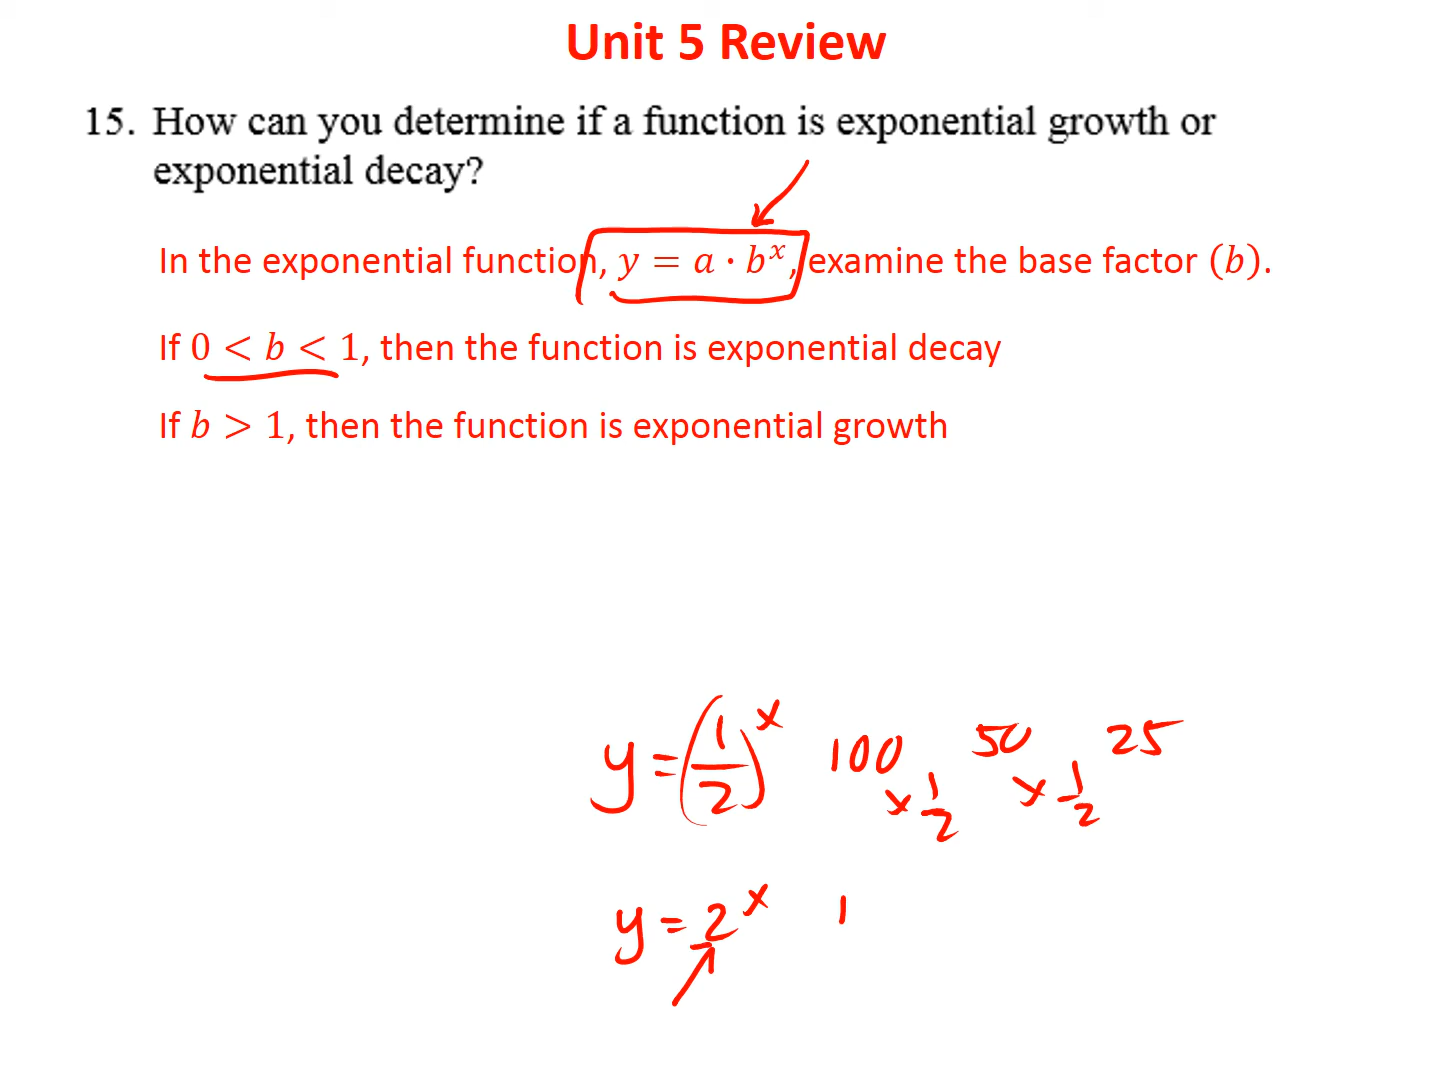 Unit 5 Review
15. How can you determine if a function is exponential growth or
exponential decay?
In the exponential function, y = a · b^x, examine the base factor (b).
If 0 < b < 1, then the function is exponential decay
If b > 1, then the function is exponential growth
y = (1/2)^x 100 × 1/2 50 × 1/2 25
y = 2^x 1